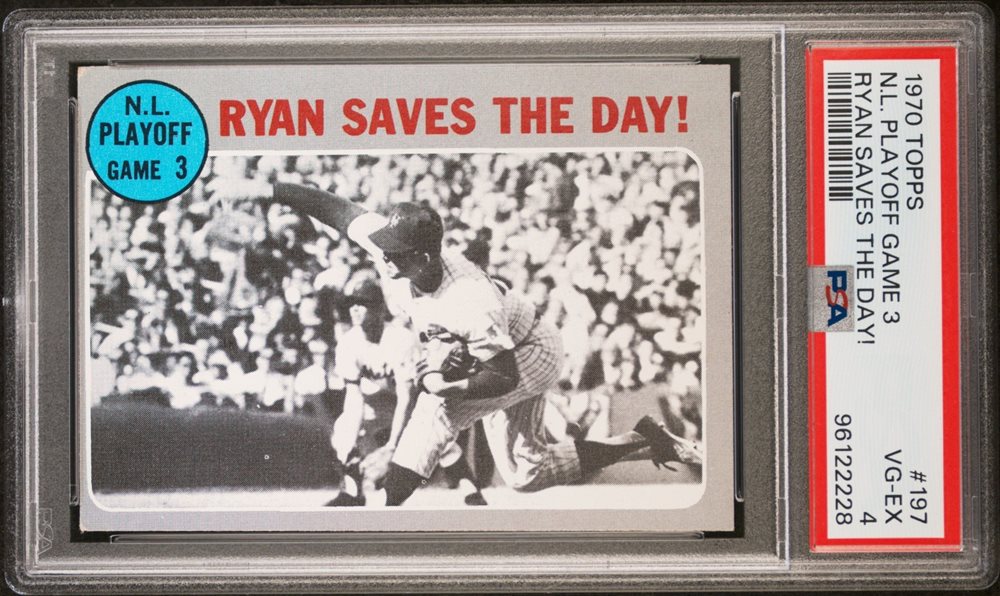 N.L.
PLAYOFF
GAME 3
RYAN SAVES THE DAY!
1970 TOPPS
N.L. PLAYOFF GAME 3
RYAN SAVES THE DAY!
PSA
#197
VG-EX
4
96122228